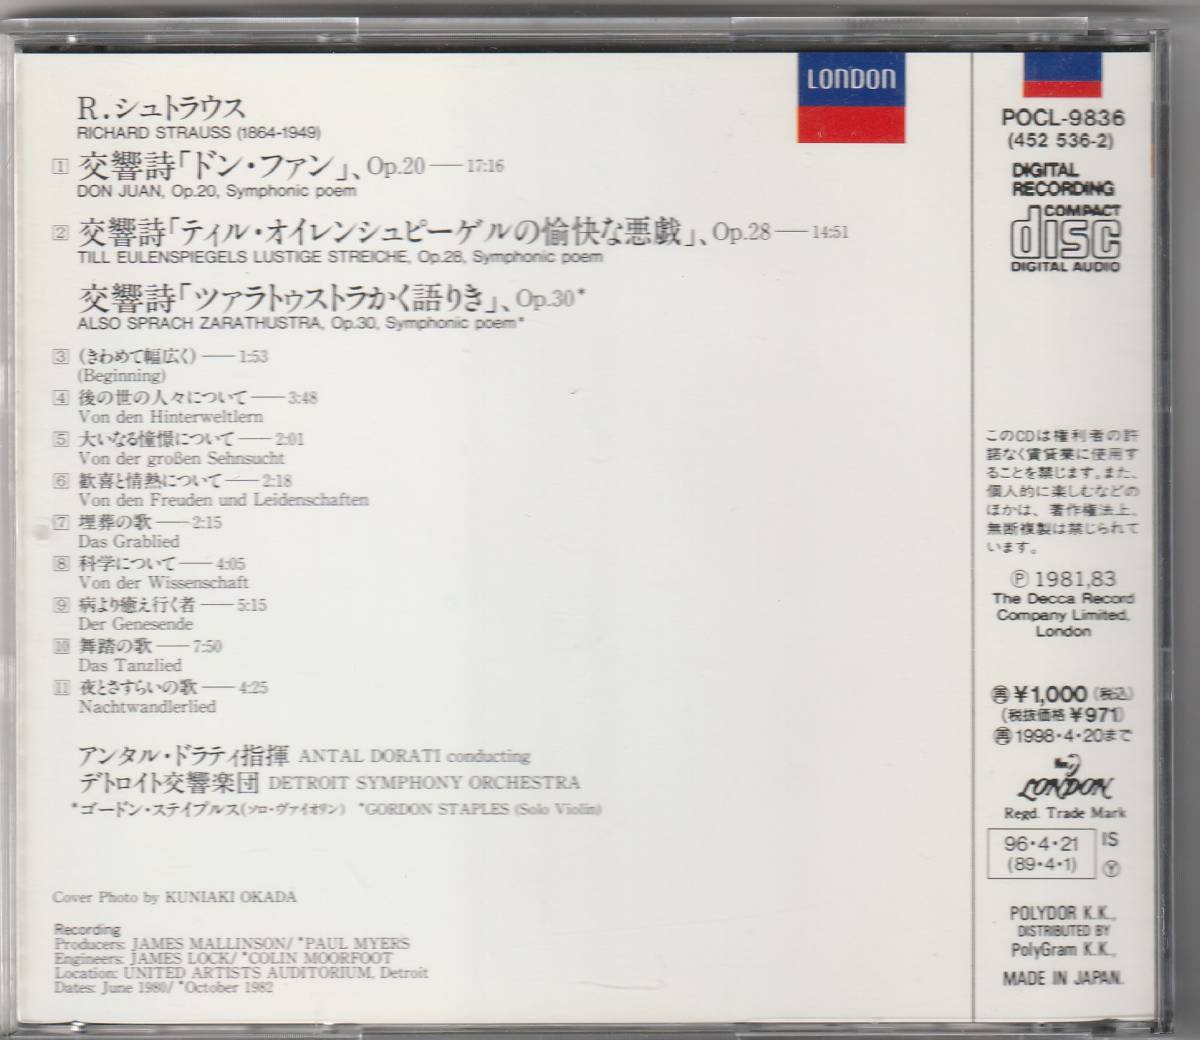 R.シュトラウス
RICHARD STRAUSS (1864-1949)
1 交響詩「ドン・ファン」、Op.20 — 17:16
DON JUAN, Op.20, Symphonic poem
2 交響詩「ティル・オイレンシュピーゲルの愉快な悪戯」、Op.28 — 14:51
TILL EULENSPIEGELS LUSTIGE STREICHE, Op.28, Symphonic poem
交響詩「ツァラトゥストラかく語りき」、Op.30*
ALSO SPRACH ZARATHUSTRA, Op.30, Symphonic poem*
3 (きわめて幅広く) — 1:53
(Beginning)
4 後の世の人々について — 3:48
Von den Hinterweltlern
5 大いなる憧憬について — 2:01
Von der großen Sehnsucht
6 歓喜と情熱について — 2:18
Von den Freuden und Leidenschaften
7 埋葬の歌 — 2:15
Das Grablied
8 科学について — 4:05
Von der Wissenschaft
9 病より癒え行く者 — 5:15
Der Genesende
10 舞踏の歌 — 7:50
Das Tanzlied
11 夜とさすらいの歌 — 4:25
Nachtwandlerlied
アンタル・ドラティ指揮 ANTAL DORATI conducting
デトロイト交響楽団 DETROIT SYMPHONY ORCHESTRA
*ゴードン・ステイプルス(ソロ・ヴァイオリン) *GORDON STAPLES (Solo Violin)
Cover Photo by KUNIAKI OKADA
Recording
Producers: JAMES MALLINSON/ *PAUL MYERS
Engineers: JAMES LOCK/ *COLIN MOORFOOT
Location: UNITED ARTISTS AUDITORIUM, Detroit
Dates: June 1980/ *October 1982
LONDON
POCL-9836
(452 536-2)
DIGITAL
RECORDING
COMPACT
disc
DIGITAL AUDIO
このCDは権利者の許
諾なく賃貸業に使用す
ることを禁じます。また、
個人的に楽しむなどの
ほかは、著作権法上、
無断複製は禁じられて
います。
Ⓟ 1981,83
The Decca Record
Company Limited,
London
㊂¥1,000 (税込)
(税抜価格¥971)
1998・4・20まで
LONDON
Regd. Trade Mark
96・4・21
(89・4・1)
IS
Ⓨ
POLYDOR K.K.,
DISTRIBUTED BY
PolyGram K.K.,
MADE IN JAPAN.